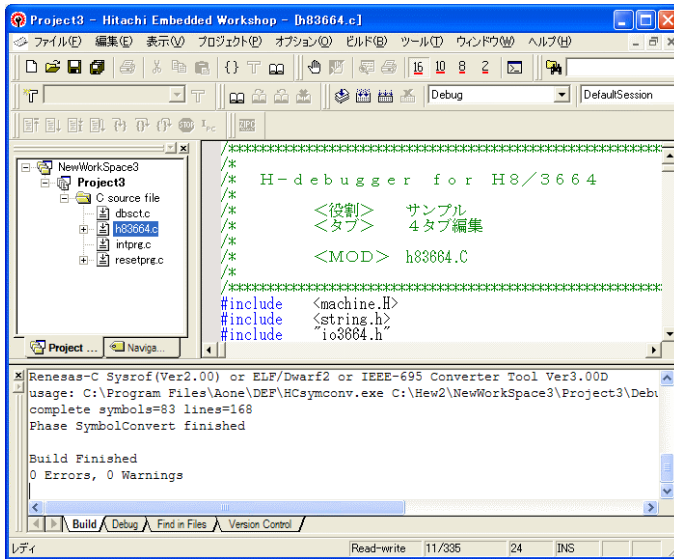 Project3 - Hitachi Embedded Workshop - [h83664.c]
ファイル(F) 編集(E) 表示(V) プロジェクト(P) オプション(O) ビルド(B) ツール(T) ウィンドウ(W) ヘルプ(H)
16 10 8 2
Debug DefaultSession
NewWorkSpace3
Project3
C source file
dbsct.c
h83664.c
intprg.c
resetprg.c
Project ... Naviga...
/*************************************************
/*
/* H-debugger for H8/3664
/*
/* <役割> サンプル
/* <タブ> 4タブ編集
/*
/* <MOD> h83664.C
/*
/*************************************************
#include <machine.H>
#include <string.h>
#include "io3664.h"
Renesas-C Sysrof(Ver2.00) or ELF/Dwarf2 or IEEE-695 Converter Tool Ver3.00D
usage: C:\Program Files\Aone\DEF\HCsymconv.exe C:\Hew2\NewWorkSpace3\Project3\Debu
complete symbols=83 lines=168
Phase SymbolConvert finished
Build Finished
0 Errors, 0 Warnings
Build Debug Find in Files Version Control
レディ Read-write 11/335 24 INS